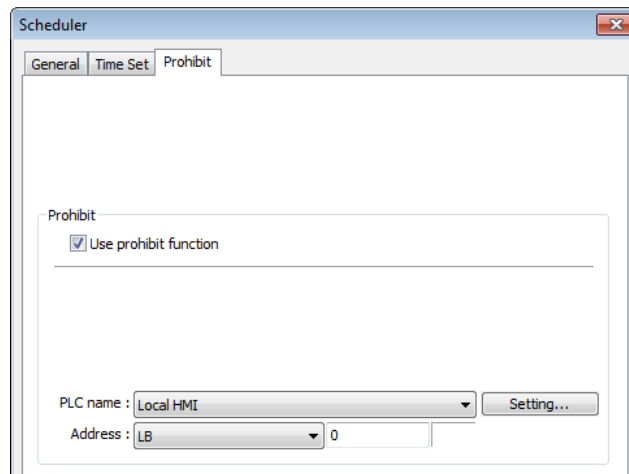 Scheduler
General Time Set Prohibit
Prohibit
Use prohibit function
PLC name : Local HMI Setting...
Address : LB 0